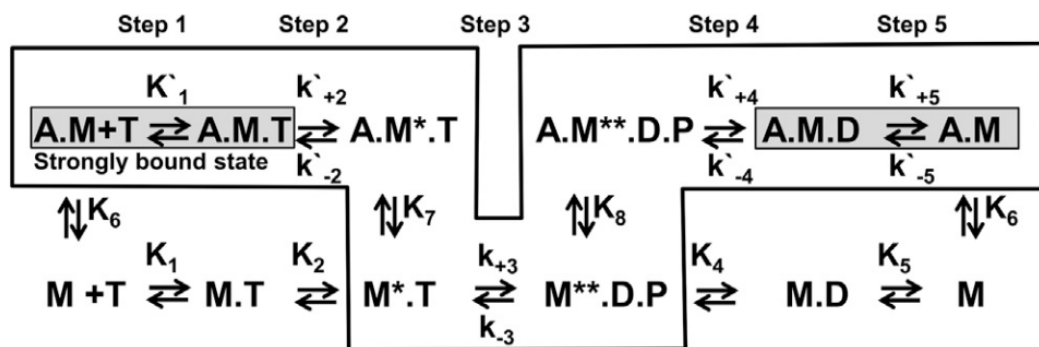 Step 1 Step 2 Step 3 Step 4 Step 5
K`1 k`+2 k`+4 k`+5
A.M+T ⇌ A.M.T ⇌ A.M*.T A.M**.D.P ⇌ A.M.D ⇌ A.M
Strongly bound state k`-2 k`-4 k`-5
K6 K7 K8 K6
K1 K2 k+3 K4 K5
M +T ⇌ M.T ⇌ M*.T ⇌ M**.D.P ⇌ M.D ⇌ M
k-3